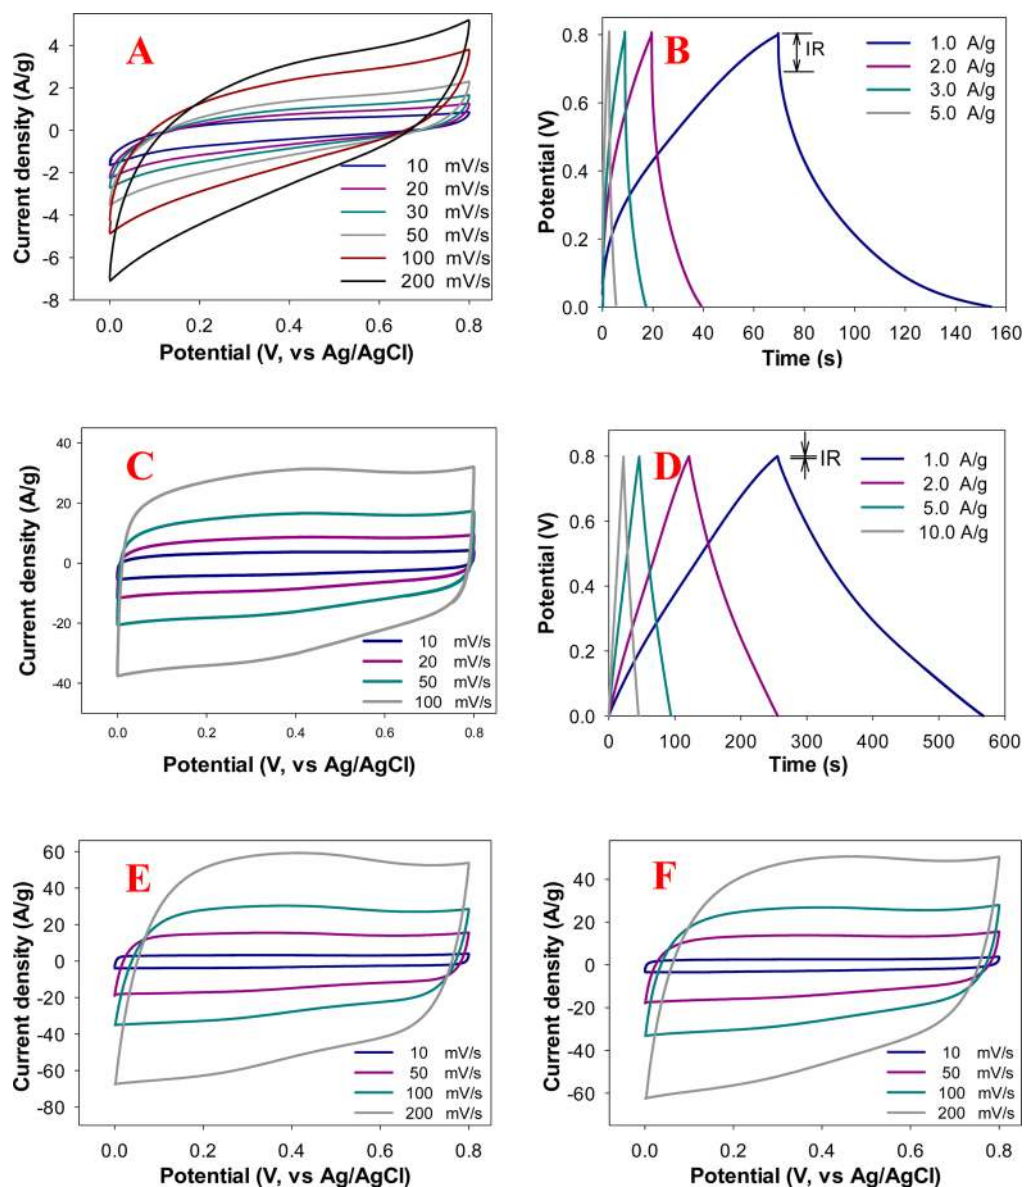 A
Current density (A/g)
4
2
0
-2
-4
-6
-8
10 mV/s
20 mV/s
30 mV/s
50 mV/s
100 mV/s
200 mV/s
0.0 0.2 0.4 0.6 0.8
Potential (V, vs Ag/AgCl)
B
Potential (V)
0.8
0.6
0.4
0.2
0.0
IR
1.0 A/g
2.0 A/g
3.0 A/g
5.0 A/g
0 20 40 60 80 100 120 140 160
Time (s)
C
Current density (A/g)
40
20
0
-20
-40
10 mV/s
20 mV/s
50 mV/s
100 mV/s
0.0 0.2 0.4 0.6 0.8
Potential (V, vs Ag/AgCl)
D
Potential (V)
0.8
0.6
0.4
0.2
0.0
IR
1.0 A/g
2.0 A/g
5.0 A/g
10.0 A/g
0 100 200 300 400 500 600
Time (s)
E
Current density (A/g)
60
40
20
0
-20
-40
-60
-80
10 mV/s
50 mV/s
100 mV/s
200 mV/s
0.0 0.2 0.4 0.6 0.8
Potential (V, vs Ag/AgCl)
F
Current density (A/g)
40
20
0
-20
-40
-60
10 mV/s
50 mV/s
100 mV/s
200 mV/s
0.0 0.2 0.4 0.6 0.8
Potential (V, vs Ag/AgCl)